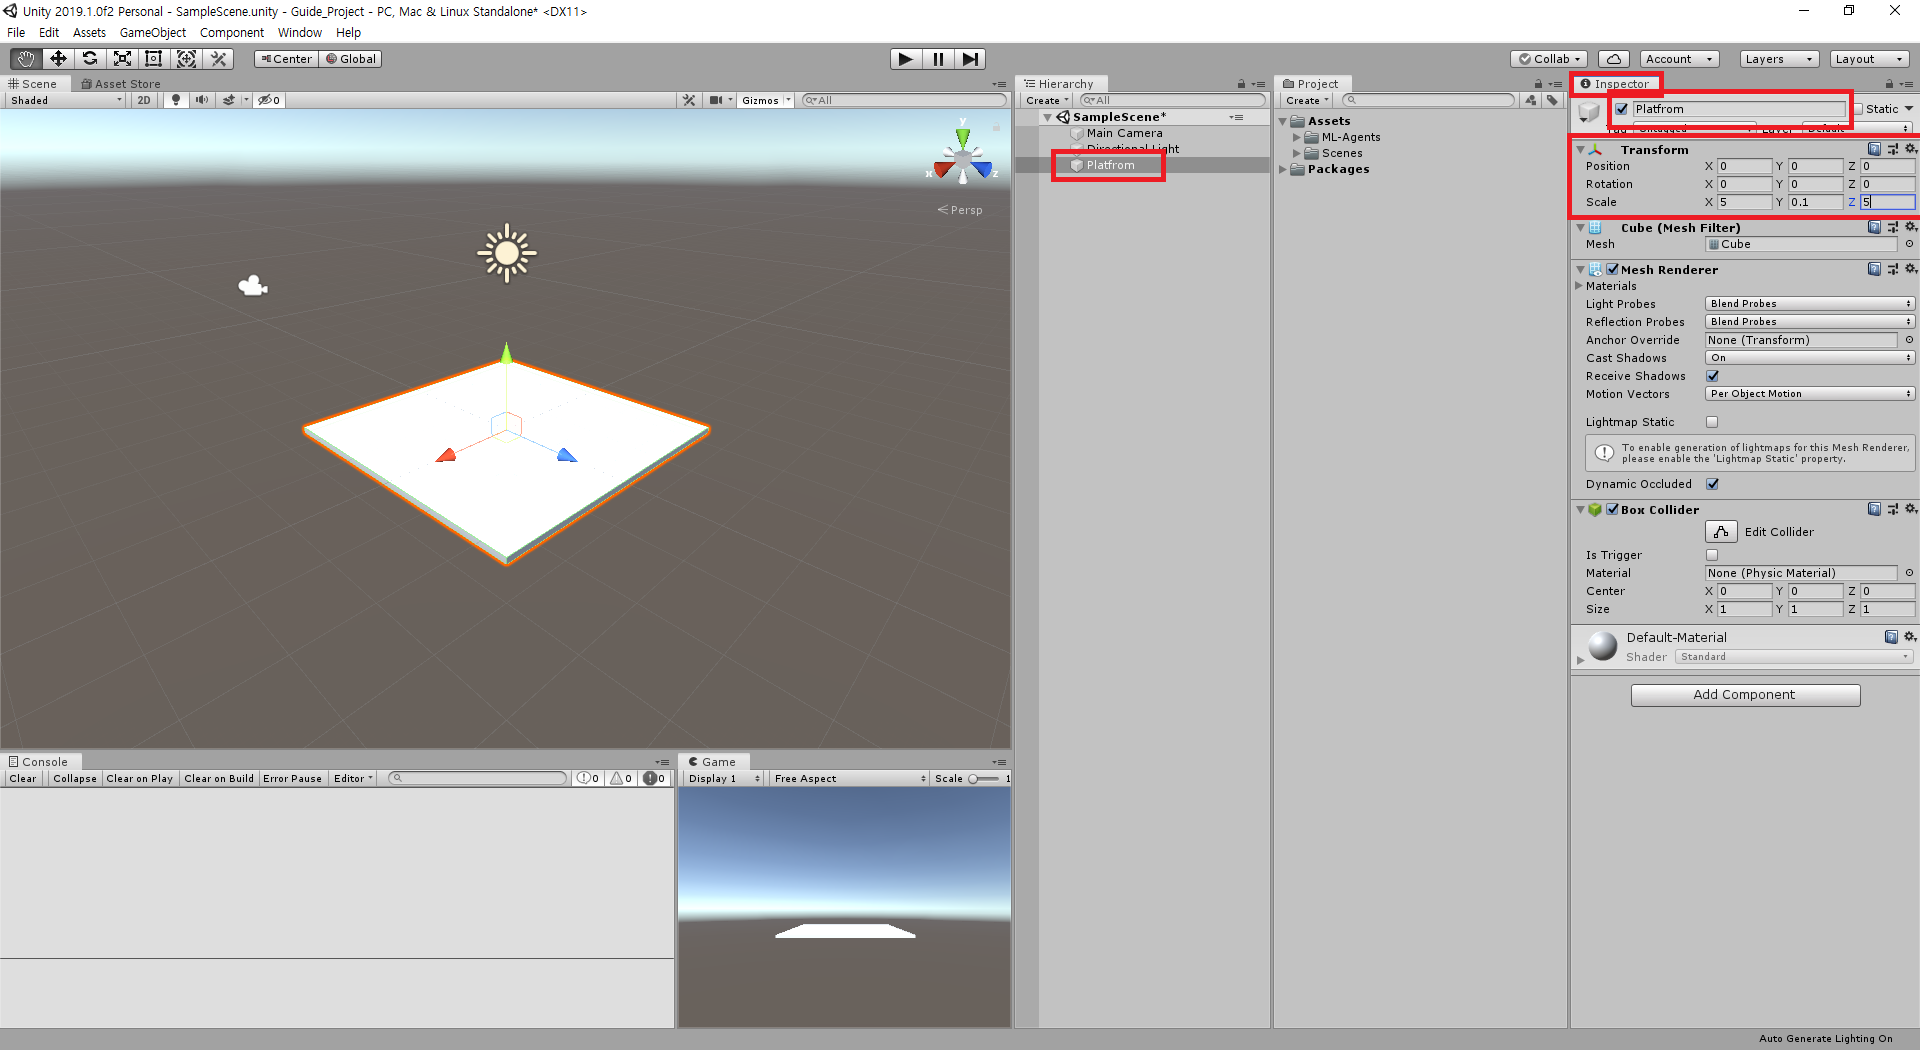 Unity 2019.1.0f2 Personal - SampleScene.unity - Guide_Project - PC, Mac & Linux Standalone* <DX11>
File Edit Assets GameObject Component Window Help
Center Global Collab Account Layers Layout
Scene Asset Store
Shaded 2D 0 Gizmos All
y
x
z
Persp
Console
Clear Collapse Clear on Play Clear on Build Error Pause Editor 0 0 0
Game
Display 1 Free Aspect Scale 1
Hierarchy
Create All
SampleScene*
Main Camera
Directional Light
Platfrom
Project
Create
Assets
ML-Agents
Scenes
Packages
Inspector
Platfrom Static
Tag Untagged Layer Default
Transform
Position X 0 Y 0 Z 0
Rotation X 0 Y 0 Z 0
Scale X 5 Y 0.1 Z 5
Cube (Mesh Filter)
Mesh Cube
Mesh Renderer
Materials
Light Probes Blend Probes
Reflection Probes Blend Probes
Anchor Override None (Transform)
Cast Shadows On
Receive Shadows
Motion Vectors Per Object Motion
Lightmap Static
To enable generation of lightmaps for this Mesh Renderer,
please enable the 'Lightmap Static' property.
Dynamic Occluded
Box Collider
Edit Collider
Is Trigger
Material None (Physic Material)
Center X 0 Y 0 Z 0
Size X 1 Y 1 Z 1
Default-Material
Shader Standard
Add Component
Auto Generate Lighting On